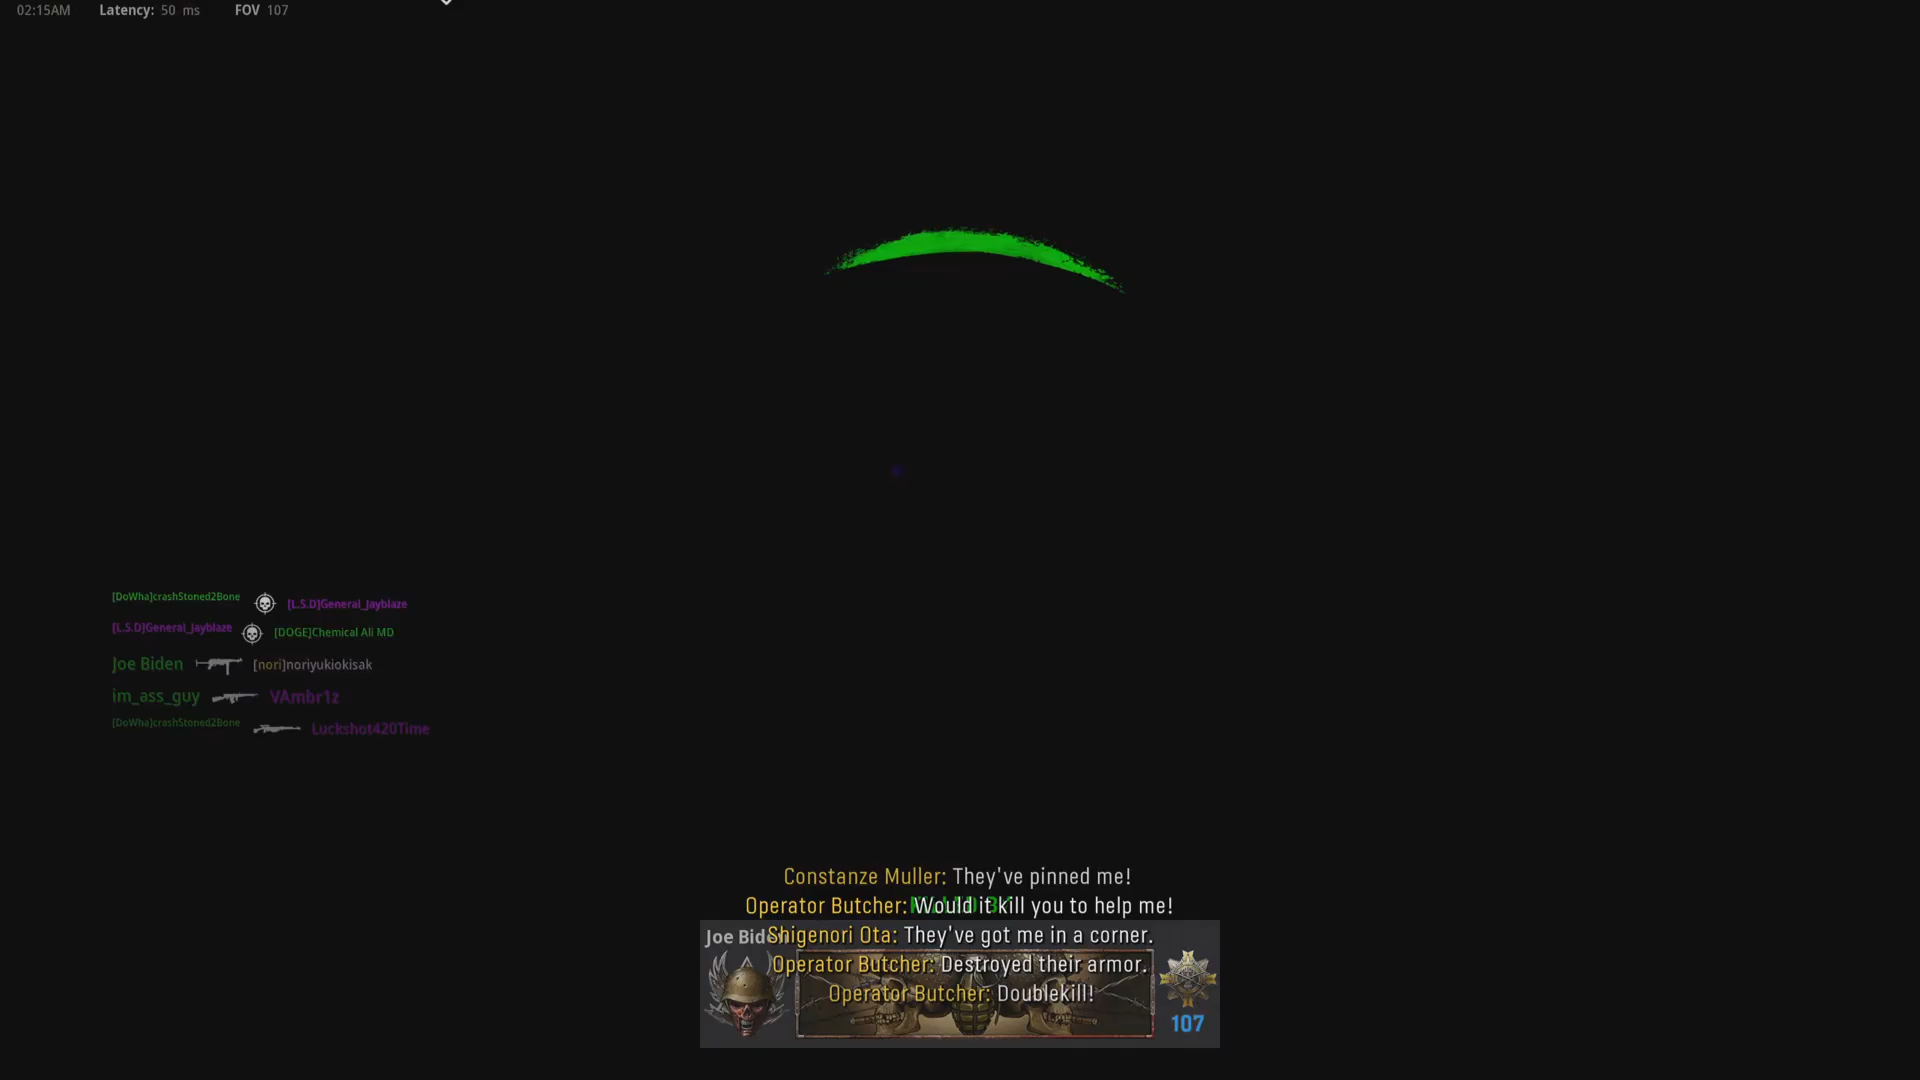 02:15AM Latency: 50 ms FOV 107
[DoWha]crashStoned2Bone [L.S.D]General_Jayblaze
[L.S.D]General_Jayblaze [DOGE]Chemical Ali MD
Joe Biden [nori]noriyukiokisak
im_ass_guy VAmbr1z
[DoWha]crashStoned2Bone Luckshot420Time
Constanze Muller: They've pinned me!
Operator Butcher: Would it kill you to help me!
Shigenori Ota: They've got me in a corner.
Operator Butcher: Destroyed their armor.
Operator Butcher: Doublekill!
Joe Biden
107